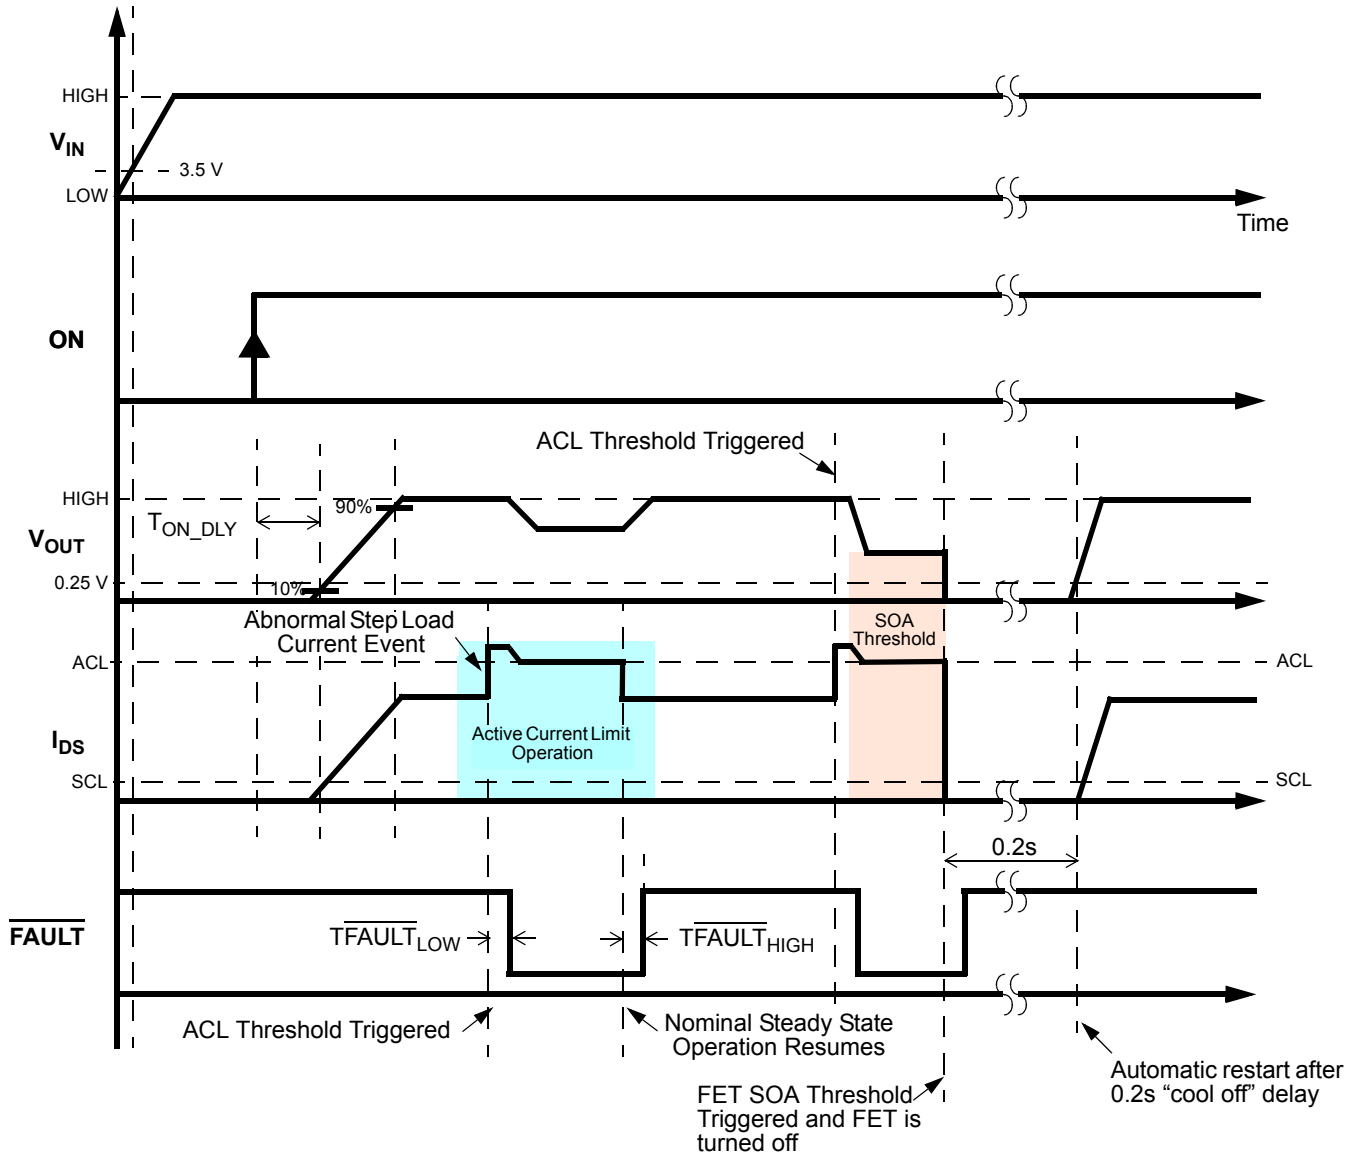 HIGH
VIN
3.5 V
LOW
Time
ON
ACL Threshold Triggered
HIGH
90%
TON_DLY
VOUT
0.25 V
10%
Abnormal Step Load
Current Event
SOA
Threshold
ACL
ACL
Active Current Limit
Operation
IDS
SCL
SCL
0.2s
FAULT
TFAULTLOW
TFAULTHIGH
ACL Threshold Triggered
Nominal Steady State
Operation Resumes
Automatic restart after
0.2s “cool off” delay
FET SOA Threshold
Triggered and FET is
turned off